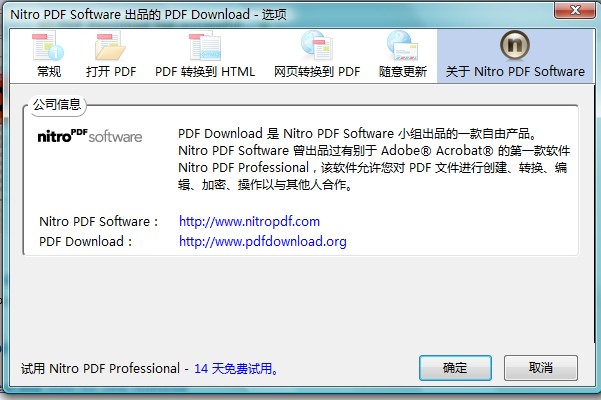 Nitro PDF Software 出品的 PDF Download - 选项
常规 打开 PDF PDF 转换到 HTML 网页转换到 PDF 随意更新 关于 Nitro PDF Software
公司信息
nitroPDF software
PDF Download 是 Nitro PDF Software 小组出品的一款自由产品。
Nitro PDF Software 曾出品过有别于 Adobe® Acrobat® 的第一款软件
Nitro PDF Professional，该软件允许您对 PDF 文件进行创建、转换、编
辑、加密、操作以与其他人合作。
Nitro PDF Software： http://www.nitropdf.com
PDF Download： http://www.pdfdownload.org
试用 Nitro PDF Professional - 14 天免费试用。 确定 取消